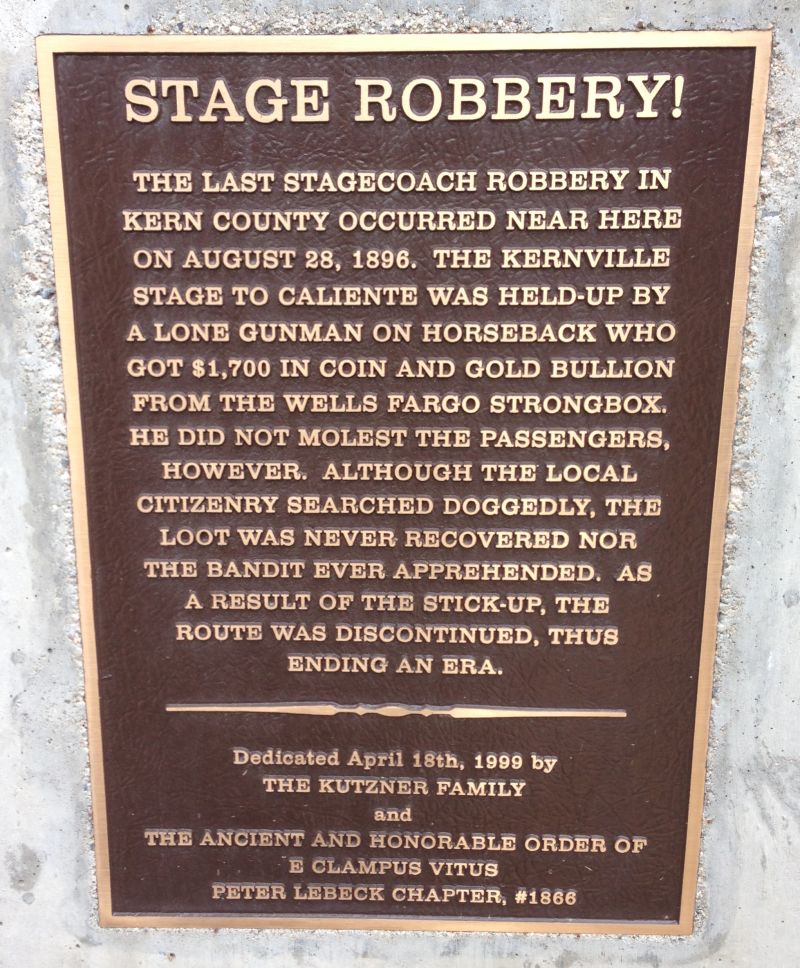 STAGE ROBBERY!
THE LAST STAGECOACH ROBBERY IN
KERN COUNTY OCCURRED NEAR HERE
ON AUGUST 28, 1896. THE KERNVILLE
STAGE TO CALIENTE WAS HELD-UP BY
A LONE GUNMAN ON HORSEBACK WHO
GOT $1,700 IN COIN AND GOLD BULLION
FROM THE WELLS FARGO STRONGBOX.
HE DID NOT MOLEST THE PASSENGERS,
HOWEVER. ALTHOUGH THE LOCAL
CITIZENRY SEARCHED DOGGEDLY, THE
LOOT WAS NEVER RECOVERED NOR
THE BANDIT EVER APPREHENDED. AS
A RESULT OF THE STICK-UP, THE
ROUTE WAS DISCONTINUED, THUS
ENDING AN ERA.
Dedicated April 18th, 1999 by
THE KUTZNER FAMILY
and
THE ANCIENT AND HONORABLE ORDER OF
E CLAMPUS VITUS
PETER LEBECK CHAPTER, #1866